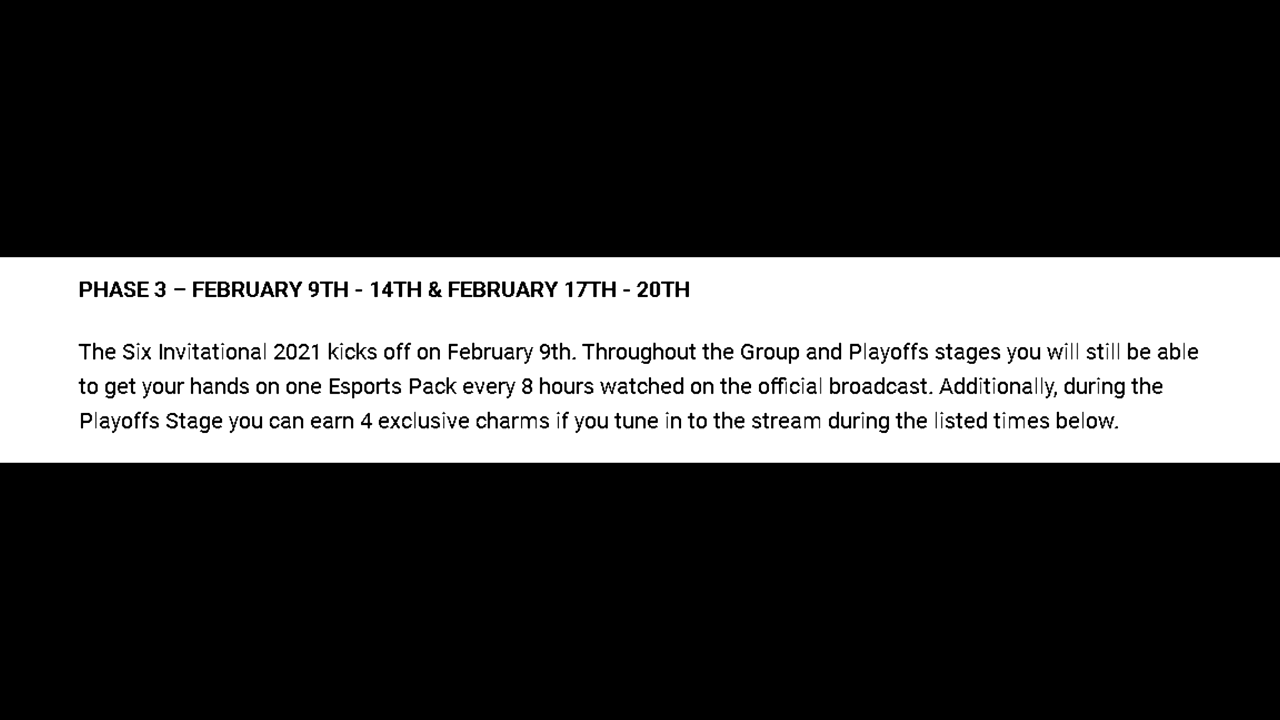 PHASE 3 – FEBRUARY 9TH - 14TH & FEBRUARY 17TH - 20TH
The Six Invitational 2021 kicks off on February 9th. Throughout the Group and Playoffs stages you will still be able
to get your hands on one Esports Pack every 8 hours watched on the official broadcast. Additionally, during the
Playoffs Stage you can earn 4 exclusive charms if you tune in to the stream during the listed times below.